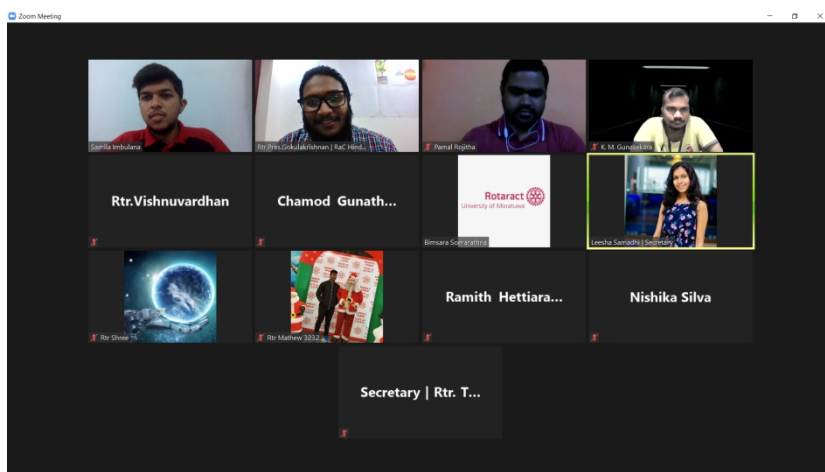 Zoom Meeting
Samila Imbulana
Rtr.Pres.Gokulakrishnan | RaC Hind...
Pamal Rojitha
K. M. Gunasekara
Rtr.Vishnuvardhan
Chamod Gunath...
Rotaract
University of Moratuwa
Bimsara Somarathna
Leesha Samadhi | Secretary
Rtr Shree
Rtr Mathew 3232
Ramith Hettiara...
Nishika Silva
Secretary | Rtr. T...